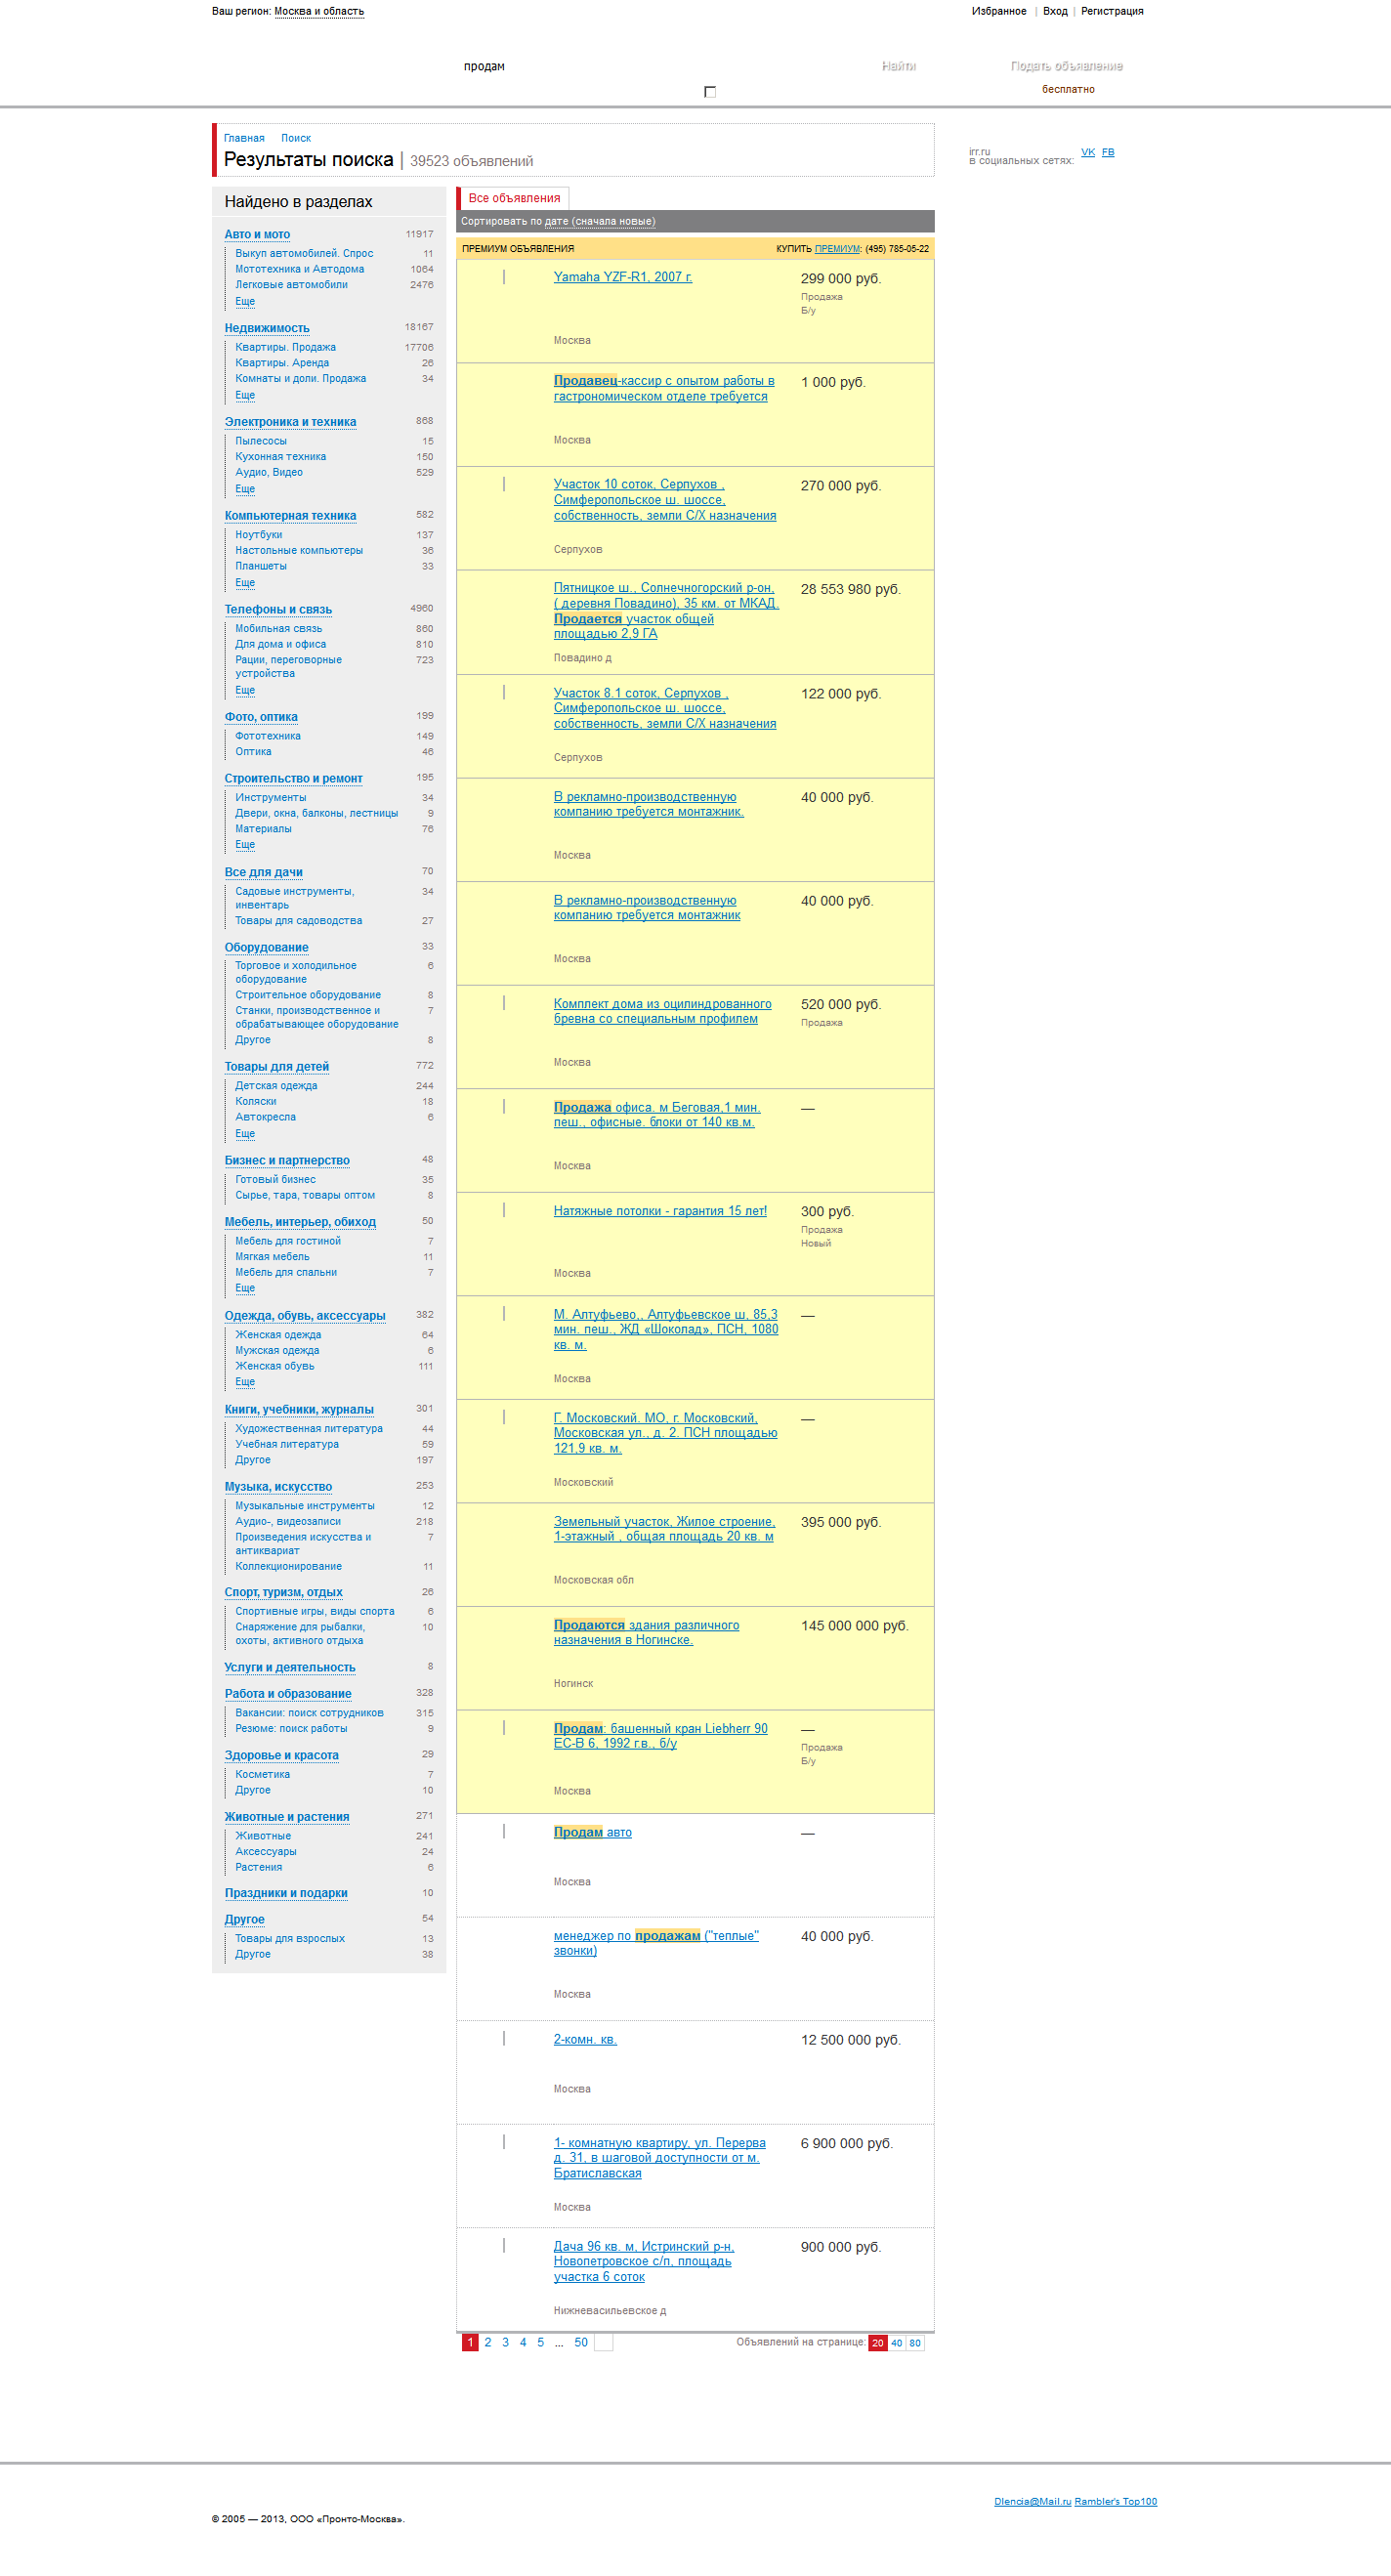 Ваш регион: Москва и область
Избранное | Вход | Регистрация
продам
Найти
Подать объявление
бесплатно
Главная Поиск
Результаты поиска | 39523 объявлений
irr.ru
в социальных сетях: VK FB
Найдено в разделах
Авто и мото 11917
Выкуп автомобилей. Спрос 11
Мототехника и Автодома 1064
Легковые автомобили 2476
Еще
Недвижимость 18167
Квартиры. Продажа 17706
Квартиры. Аренда 26
Комнаты и доли. Продажа 34
Еще
Электроника и техника 868
Пылесосы 15
Кухонная техника 150
Аудио, Видео 529
Еще
Компьютерная техника 582
Ноутбуки 137
Настольные компьютеры 36
Планшеты 33
Еще
Телефоны и связь 4960
Мобильная связь 860
Для дома и офиса 810
Рации, переговорные 723
устройства
Еще
Фото, оптика 199
Фототехника 149
Оптика 46
Строительство и ремонт 195
Инструменты 34
Двери, окна, балконы, лестницы 9
Материалы 76
Еще
Все для дачи 70
Садовые инструменты, 34
инвентарь
Товары для садоводства 27
Оборудование 33
Торговое и холодильное 6
оборудование
Строительное оборудование 8
Станки, производственное и 7
обрабатывающее оборудование
Другое 8
Товары для детей 772
Детская одежда 244
Коляски 18
Автокресла 6
Еще
Бизнес и партнерство 48
Готовый бизнес 35
Сырье, тара, товары оптом 8
Мебель, интерьер, обиход 50
Мебель для гостиной 7
Мягкая мебель 11
Мебель для спальни 7
Еще
Одежда, обувь, аксессуары 382
Женская одежда 64
Мужская одежда 6
Женская обувь 111
Еще
Книги, учебники, журналы 301
Художественная литература 44
Учебная литература 59
Другое 197
Музыка, искусство 253
Музыкальные инструменты 12
Аудио-, видеозаписи 218
Произведения искусства и 7
антиквариат
Коллекционирование 11
Спорт, туризм, отдых 26
Спортивные игры, виды спорта 6
Снаряжение для рыбалки, 10
охоты, активного отдыха
Услуги и деятельность 8
Работа и образование 328
Вакансии: поиск сотрудников 315
Резюме: поиск работы 9
Здоровье и красота 29
Косметика 7
Другое 10
Животные и растения 271
Животные 241
Аксессуары 24
Растения 6
Праздники и подарки 10
Другое 54
Товары для взрослых 13
Другое 38
Все объявления
Сортировать по дате (сначала новые)
ПРЕМИУМ ОБЪЯВЛЕНИЯ КУПИТЬ ПРЕМИУМ: (495) 785-05-22
Yamaha YZF-R1, 2007 г. 299 000 руб.
Продажа
Б/у
Москва
Продавец-кассир с опытом работы в 1 000 руб.
гастрономическом отделе требуется
Москва
Участок 10 соток, Серпухов , 270 000 руб.
Симферопольское ш. шоссе,
собственность, земли С/Х назначения
Серпухов
Пятницкое ш., Солнечногорский р-он, 28 553 980 руб.
( деревня Повадино), 35 км. от МКАД.
Продается участок общей
площадью 2,9 ГА
Повадино д
Участок 8.1 соток, Серпухов , 122 000 руб.
Симферопольское ш. шоссе,
собственность, земли С/Х назначения
Серпухов
В рекламно-производственную 40 000 руб.
компанию требуется монтажник.
Москва
В рекламно-производственную 40 000 руб.
компанию требуется монтажник
Москва
Комплект дома из оцилиндрованного 520 000 руб.
бревна со специальным профилем Продажа
Москва
Продажа офиса. м Беговая,1 мин. —
пеш., офисные. блоки от 140 кв.м.
Москва
Натяжные потолки - гарантия 15 лет! 300 руб.
Продажа
Новый
Москва
М. Алтуфьево,, Алтуфьевское ш, 85,3 —
мин. пеш., ЖД «Шоколад», ПСН, 1080
кв. м.
Москва
Г. Московский. МО, г. Московский, —
Московская ул., д. 2. ПСН площадью
121,9 кв. м.
Московский
Земельный участок, Жилое строение, 395 000 руб.
1-этажный , общая площадь 20 кв. м
Московская обл
Продаются здания различного 145 000 000 руб.
назначения в Ногинске.
Ногинск
Продам: башенный кран Liebherr 90 —
EC-B 6, 1992 г.в., б/у Продажа
Б/у
Москва
Продам авто —
Москва
менеджер по продажам ("теплые" 40 000 руб.
звонки)
Москва
2-комн. кв. 12 500 000 руб.
Москва
1- комнатную квартиру, ул. Перерва 6 900 000 руб.
д. 31, в шаговой доступности от м.
Братиславская
Москва
Дача 96 кв. м, Истринский р-н, 900 000 руб.
Новопетровское с/п, площадь
участка 6 соток
Нижневасильевское д
1 2 3 4 5 ... 50 Объявлений на странице: 20 40 80
Dlencia@Mail.ru Rambler's Top100
© 2005 — 2013, ООО «Пронто-Москва».